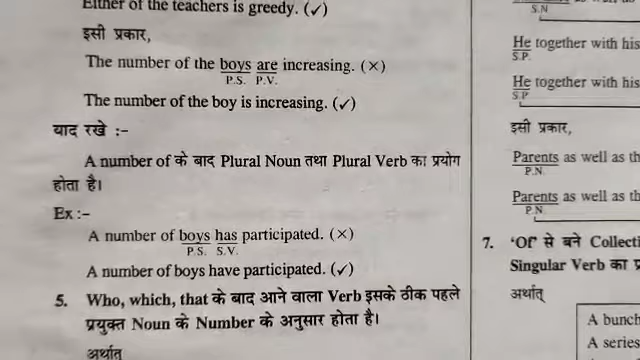 Either of the teachers is greedy. (✓)
इसी प्रकार,
The number of the boys are increasing. (×)
P.S. P.V.
The number of the boy is increasing. (✓)
याद रखे :-
A number of के बाद Plural Noun तथा Plural Verb का प्रयोग
होता है।
Ex :-
A number of boys has participated. (×)
P.S. S.V.
A number of boys have participated. (✓)
5. Who, which, that के बाद आने वाला Verb इसके ठीक पहले
प्रयुक्त Noun के Number के अनुसार होता है।
अर्थात्
S.N
He together with his
S.P.
He together with his
S.P
इसी प्रकार,
Parents as well as th
P.N.
Parents as well as th
P.N.
7. 'Of' से बने Collecti
Singular Verb का प्र
अर्थात्
A bunch
A series